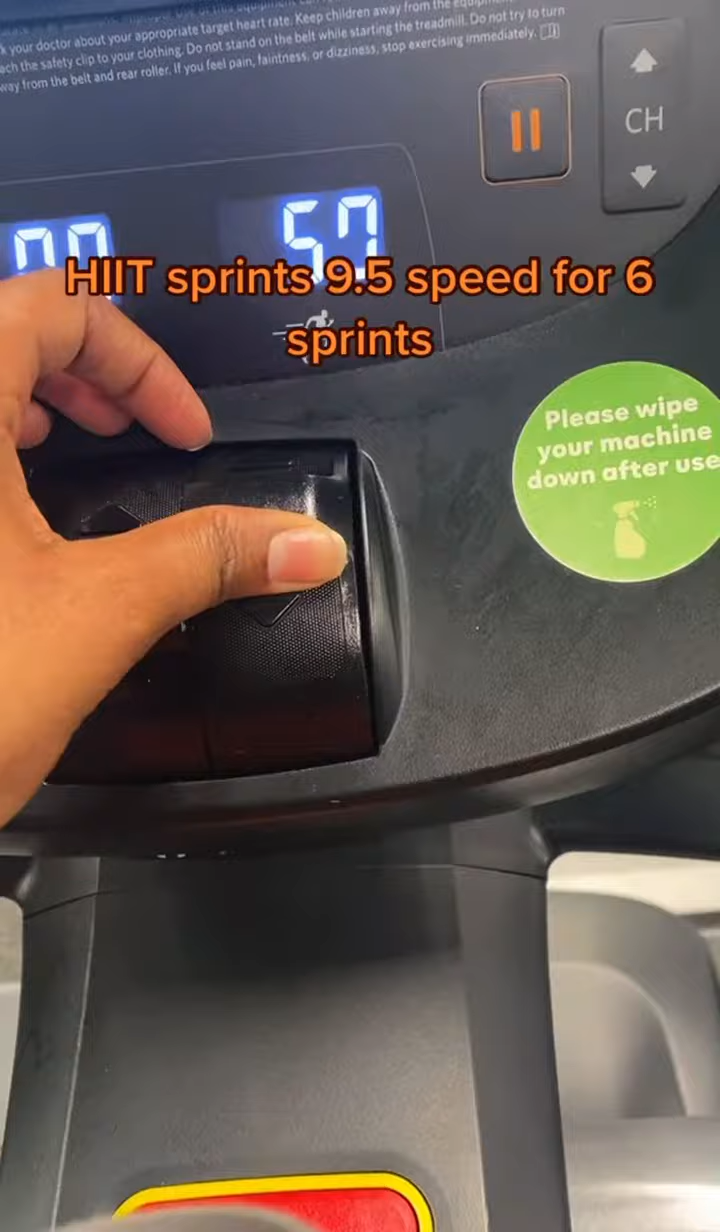 k your doctor about your appropriate target heart rate. Keep children away from the
ach the safety clip to your clothing. Do not stand on the belt while starting the treadmill. Do not try to turn
way from the belt and rear roller. If you feel pain, faintness, or dizziness, stop exercising immediately.
CH
57
HIIT sprints 9.5 speed for 6
sprints
Please wipe
your machine
down after use